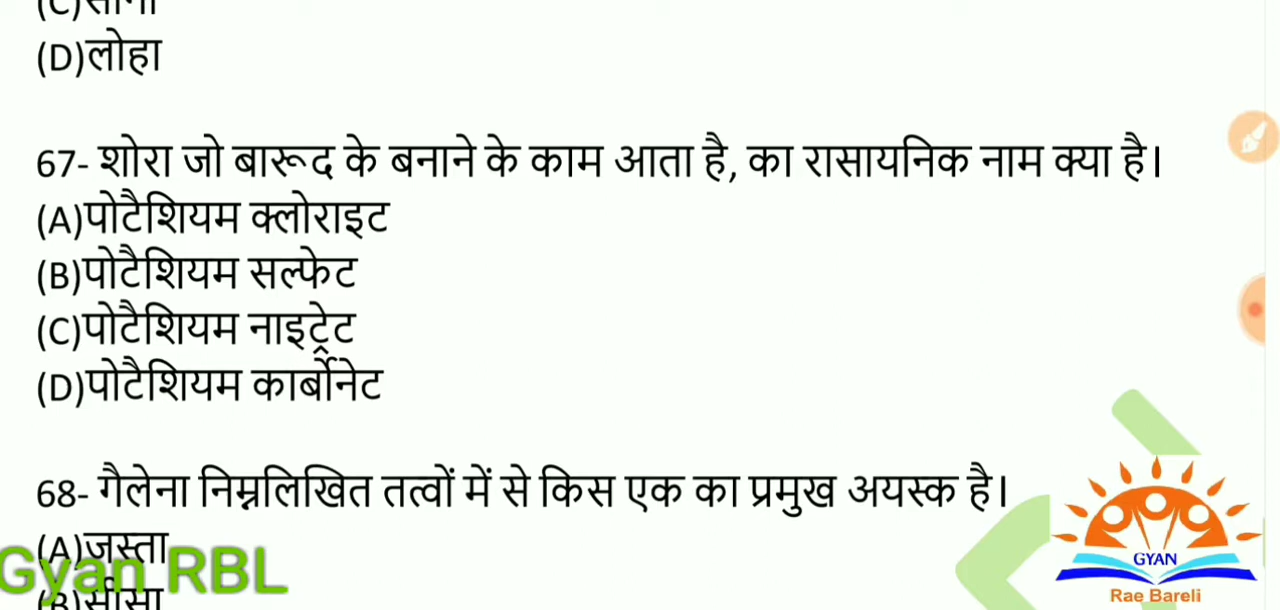 (C)सोना
(D)लोहा
67- शोरा जो बारूद के बनाने के काम आता है, का रासायनिक नाम क्या है।
(A)पोटैशियम क्लोराइट
(B)पोटैशियम सल्फेट
(C)पोटैशियम नाइट्रेट
(D)पोटैशियम कार्बोनेट
68- गैलेना निम्नलिखित तत्वों में से किस एक का प्रमुख अयस्क है।
(A)जस्ता
(B)सीसा
Gyan RBL
GYAN
Rae Bareli